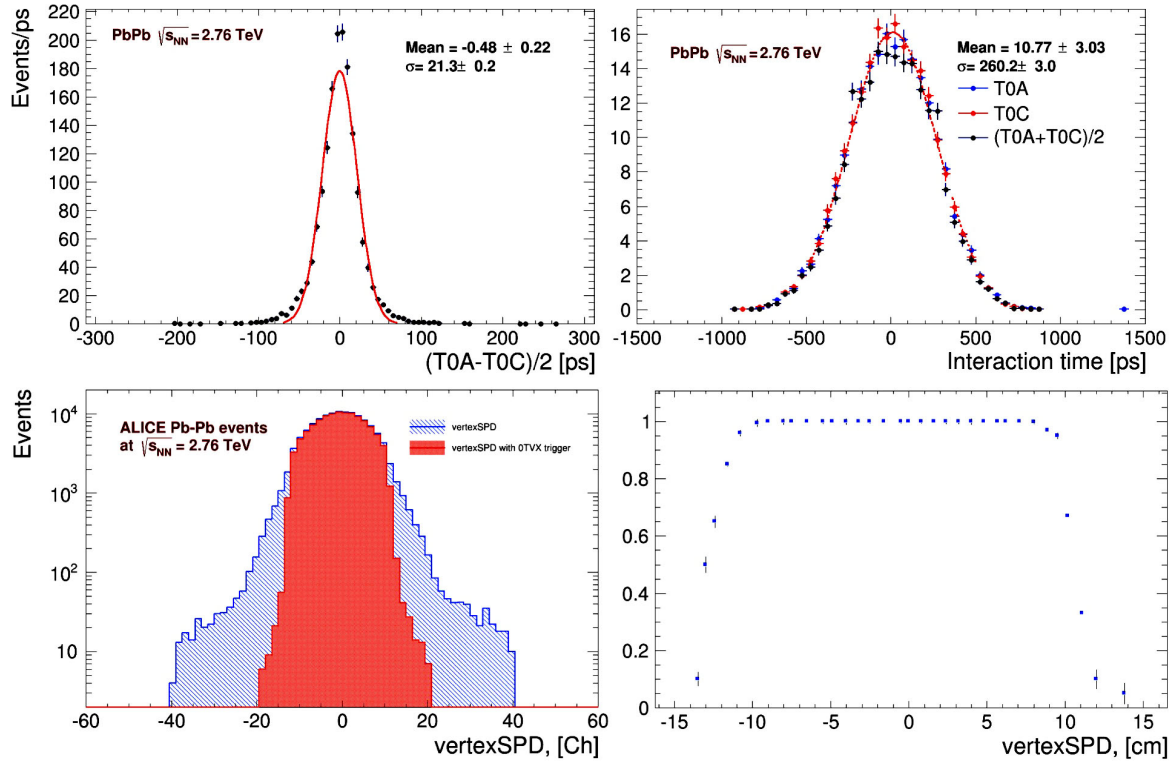 Events/ps
220
200
180
160
140
120
100
80
60
40
20
0
PbPb √sNN = 2.76 TeV
Mean = -0.48 ± 0.22
σ= 21.3± 0.2
-300 -200 -100 0 100 200 300
(T0A-T0C)/2 [ps]
16
14
12
10
8
6
4
2
0
PbPb √sNN = 2.76 TeV
Mean = 10.77 ± 3.03
σ= 260.2± 3.0
T0A
T0C
(T0A+T0C)/2
-1500 -1000 -500 0 500 1000 1500
Interaction time [ps]
Events
10^4
10^3
10^2
10
ALICE Pb-Pb events
at √sNN = 2.76 TeV
vertexSPD
vertexSPD with 0TVX trigger
-60 -40 -20 0 20 40 60
vertexSPD, [Ch]
1
0.8
0.6
0.4
0.2
0
-15 -10 -5 0 5 10 15
vertexSPD, [cm]